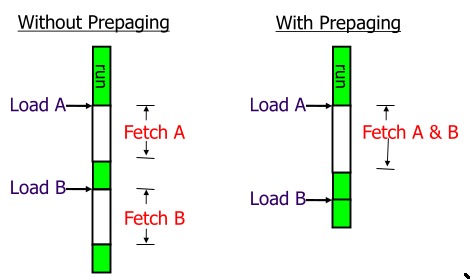 Without Prepaging
run
Load A
Fetch A
Load B
Fetch B
With Prepaging
run
Load A
Fetch A & B
Load B